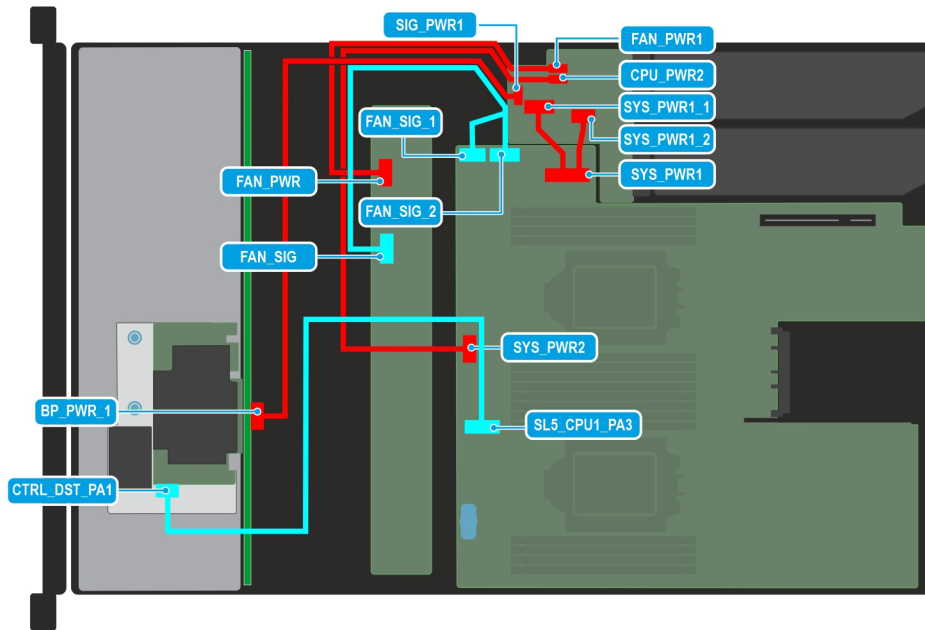 SIG_PWR1
FAN_PWR1
CPU_PWR2
SYS_PWR1_1
FAN_SIG_1
SYS_PWR1_2
SYS_PWR1
FAN_PWR
FAN_SIG_2
FAN_SIG
SYS_PWR2
BP_PWR_1
SL5_CPU1_PA3
CTRL_DST_PA1